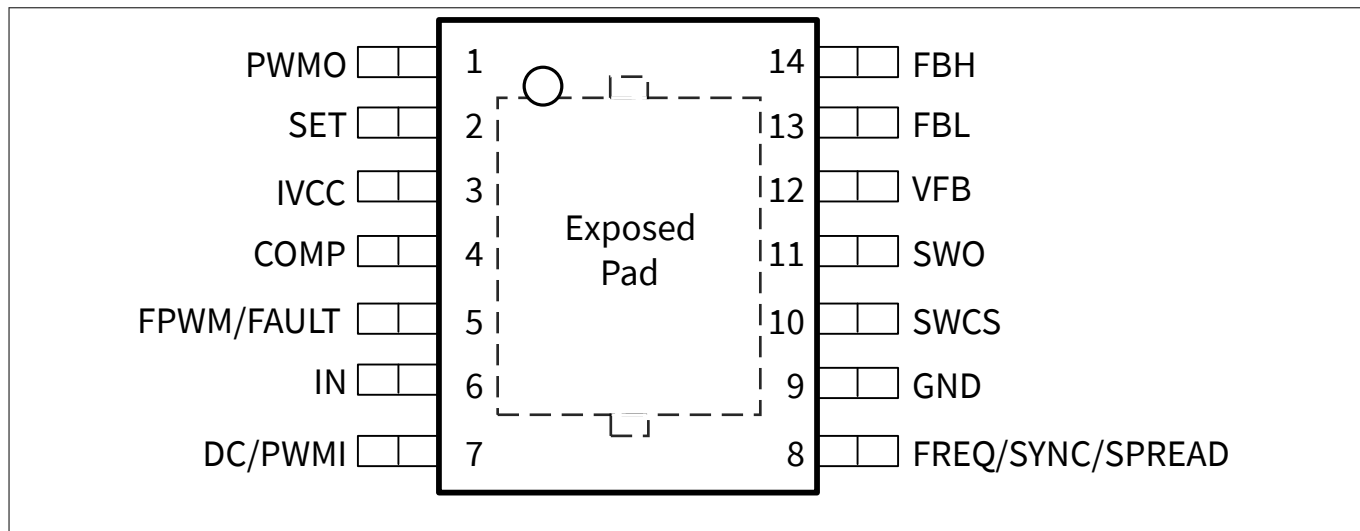 PWMO 1 14 FBH
SET 2 13 FBL
IVCC 3 12 VFB
Exposed
Pad
COMP 4 11 SWO
FPWM/FAULT 5 10 SWCS
IN 6 9 GND
DC/PWMI 7 8 FREQ/SYNC/SPREAD